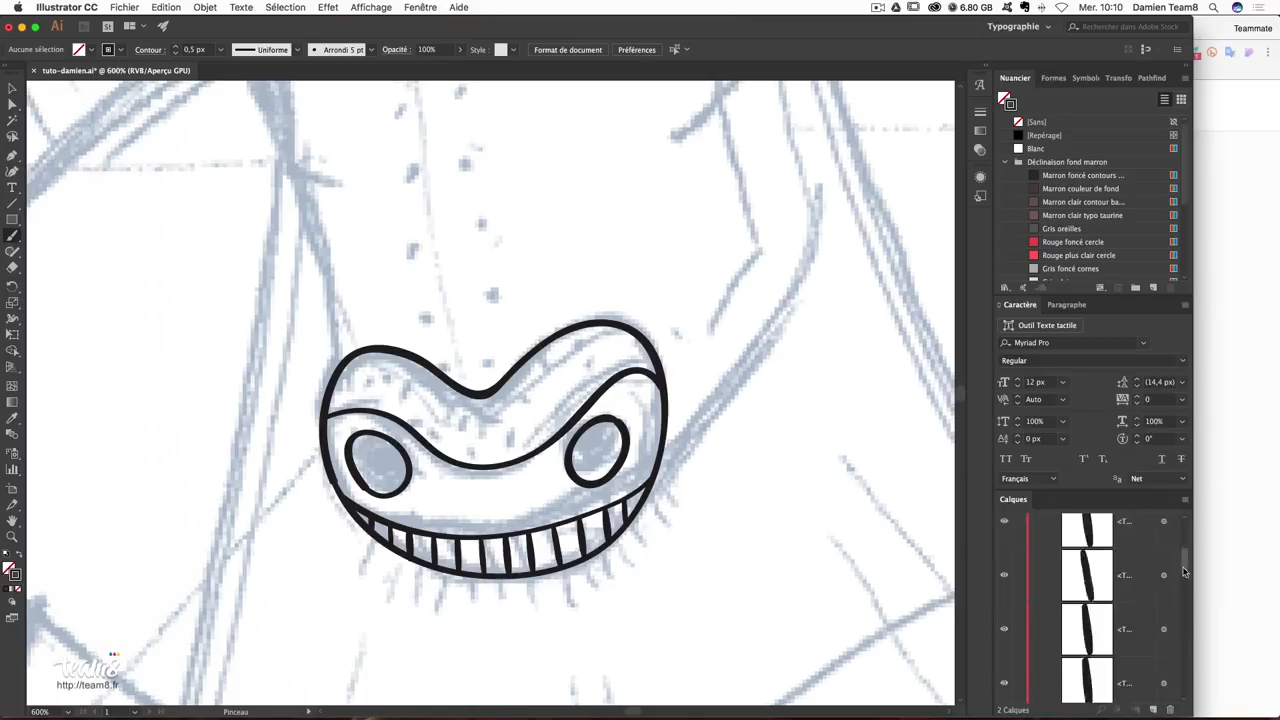 Illustrator CC Fichier Edition Objet Texte Sélection Effet Affichage Fenêtre Aide 6.80 GB Mer. 10:10 Damien Team8
Ai Br St Typographie Rechercher dans Adobe Stock
Teammate
Aucune sélection Contour : 0,5 px Uniforme Arrondi 5 pt Opacité : 100% Style : Format de document Préférences
tuto-damien.ai* @ 600% (RVB/Aperçu GPU)
Nuancier Formes Symbol Transfo Pathfind
[Sans]
[Repérage]
Blanc
Déclinaison fond marron
Marron foncé contours ...
Marron couleur de fond
Marron clair contour ba...
Marron clair typo taurine
Gris oreilles
Rouge foncé cercle
Rouge plus clair cercle
Gris foncé cornes
Caractère Paragraphe
Outil Texte tactile
Myriad Pro
Regular
12 px (14,4 px)
Auto 0
100% 100%
0 px 0°
Français Net
Calques
<T...
<T...
<T...
<T...
2 Calques
team8
http://team8.fr
600% 1 Pinceau